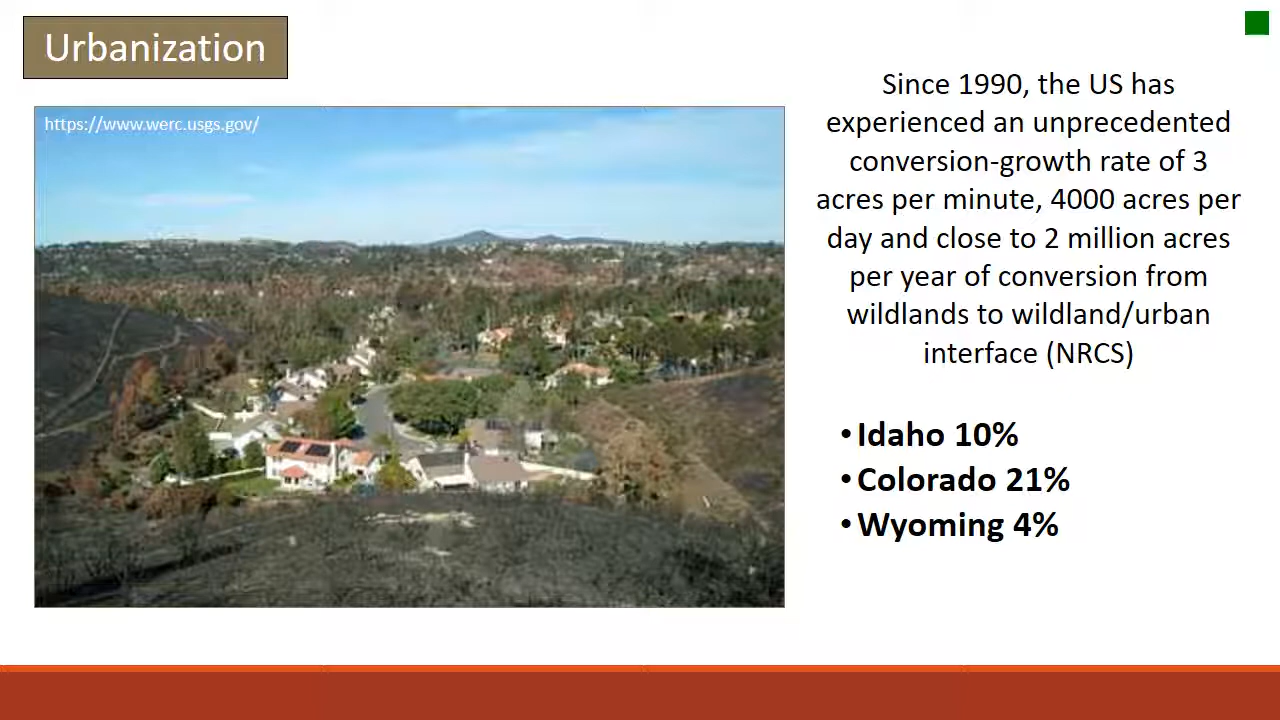 Urbanization
https://www.werc.usgs.gov/
Since 1990, the US has
experienced an unprecedented
conversion-growth rate of 3
acres per minute, 4000 acres per
day and close to 2 million acres
per year of conversion from
wildlands to wildland/urban
interface (NRCS)
•Idaho 10%
•Colorado 21%
•Wyoming 4%